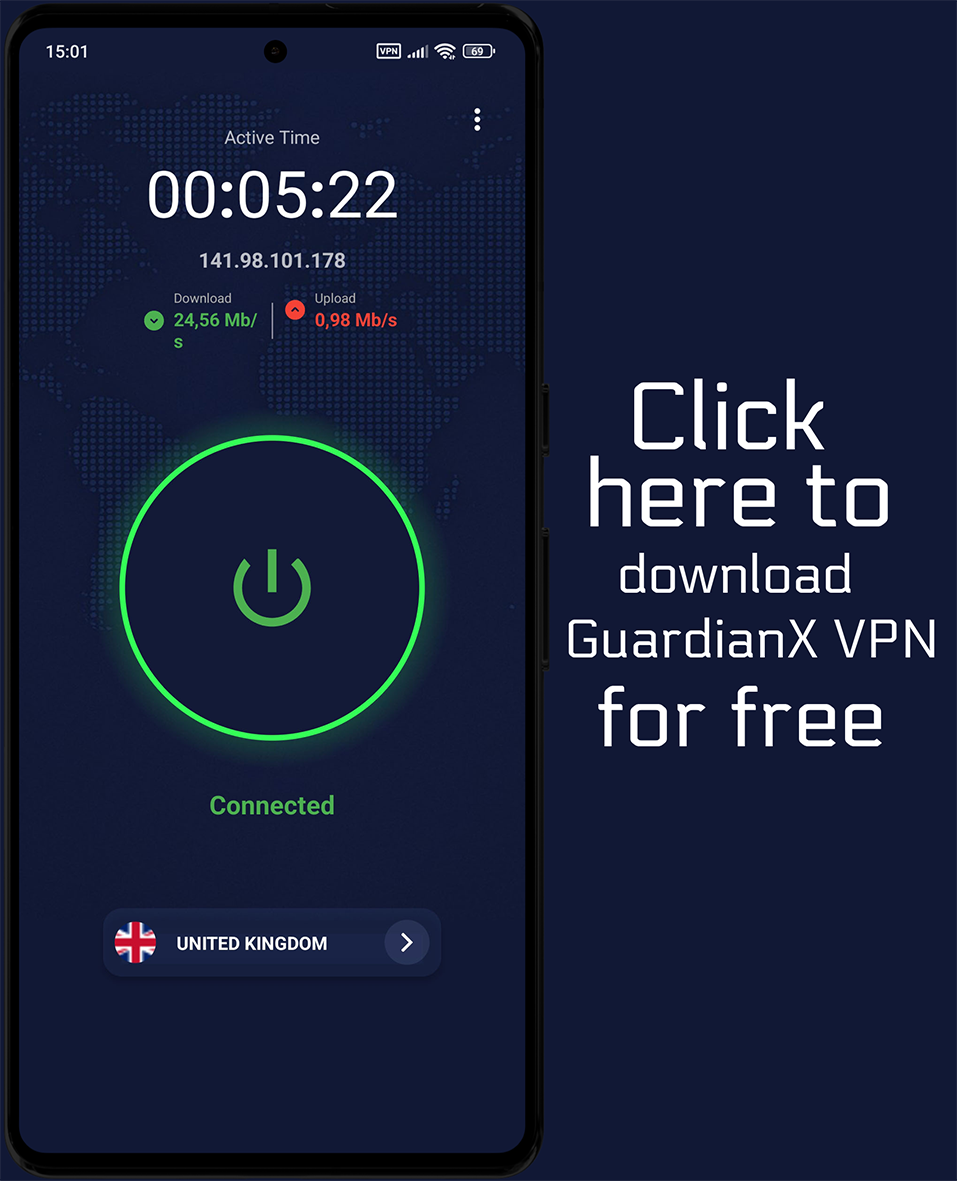 15:01
VPN
69
Active Time
00:05:22
141.98.101.178
Download
24,56 Mb/
s
Upload
0,98 Mb/s
Connected
UNITED KINGDOM
Click
here to
download
GuardianX VPN
for free